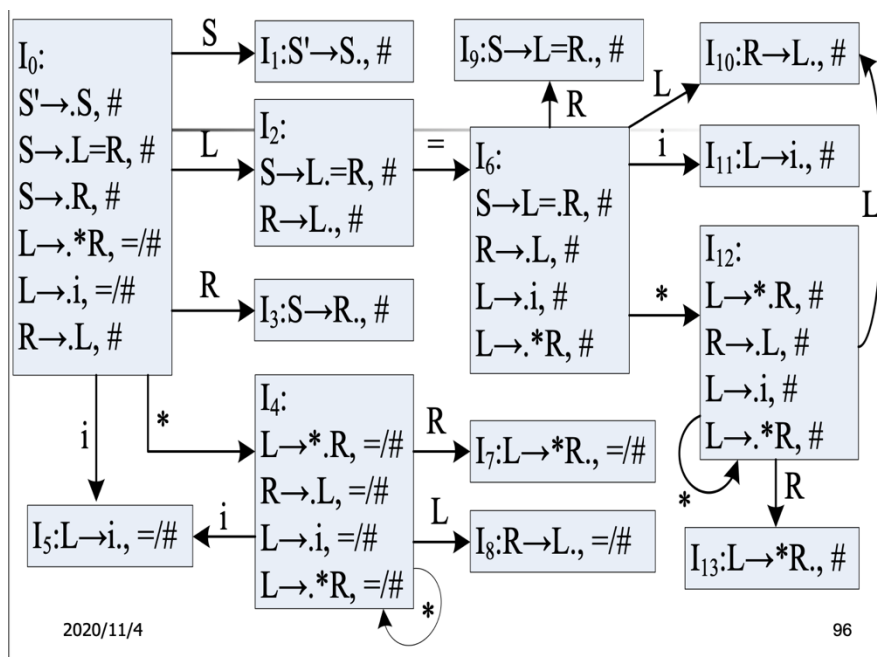 I₀:
S'→.S, #
S→.L=R, #
S→.R, #
L→.*R, =/#
L→.i, =/#
R→.L, #
S
I₁:S'→S., #
L
I₂:
S→L.=R, #
R→L., #
R
I₃:S→R., #
i
*
I₄:
L→*.R, =/#
R→.L, =/#
L→.i, =/#
L→.*R, =/#
*
i
I₅:L→i., =/#
=
I₆:
S→L=.R, #
R→.L, #
L→.i, #
L→.*R, #
R
I₇:L→*R., =/#
L
I₈:R→L., =/#
R
I₉:S→L=R., #
L
I₁₀:R→L., #
i
I₁₁:L→i., #
*
I₁₂:
L→*.R, #
R→.L, #
L→.i, #
L→.*R, #
L
*
R
I₁₃:L→*R., #
2020/11/4
96